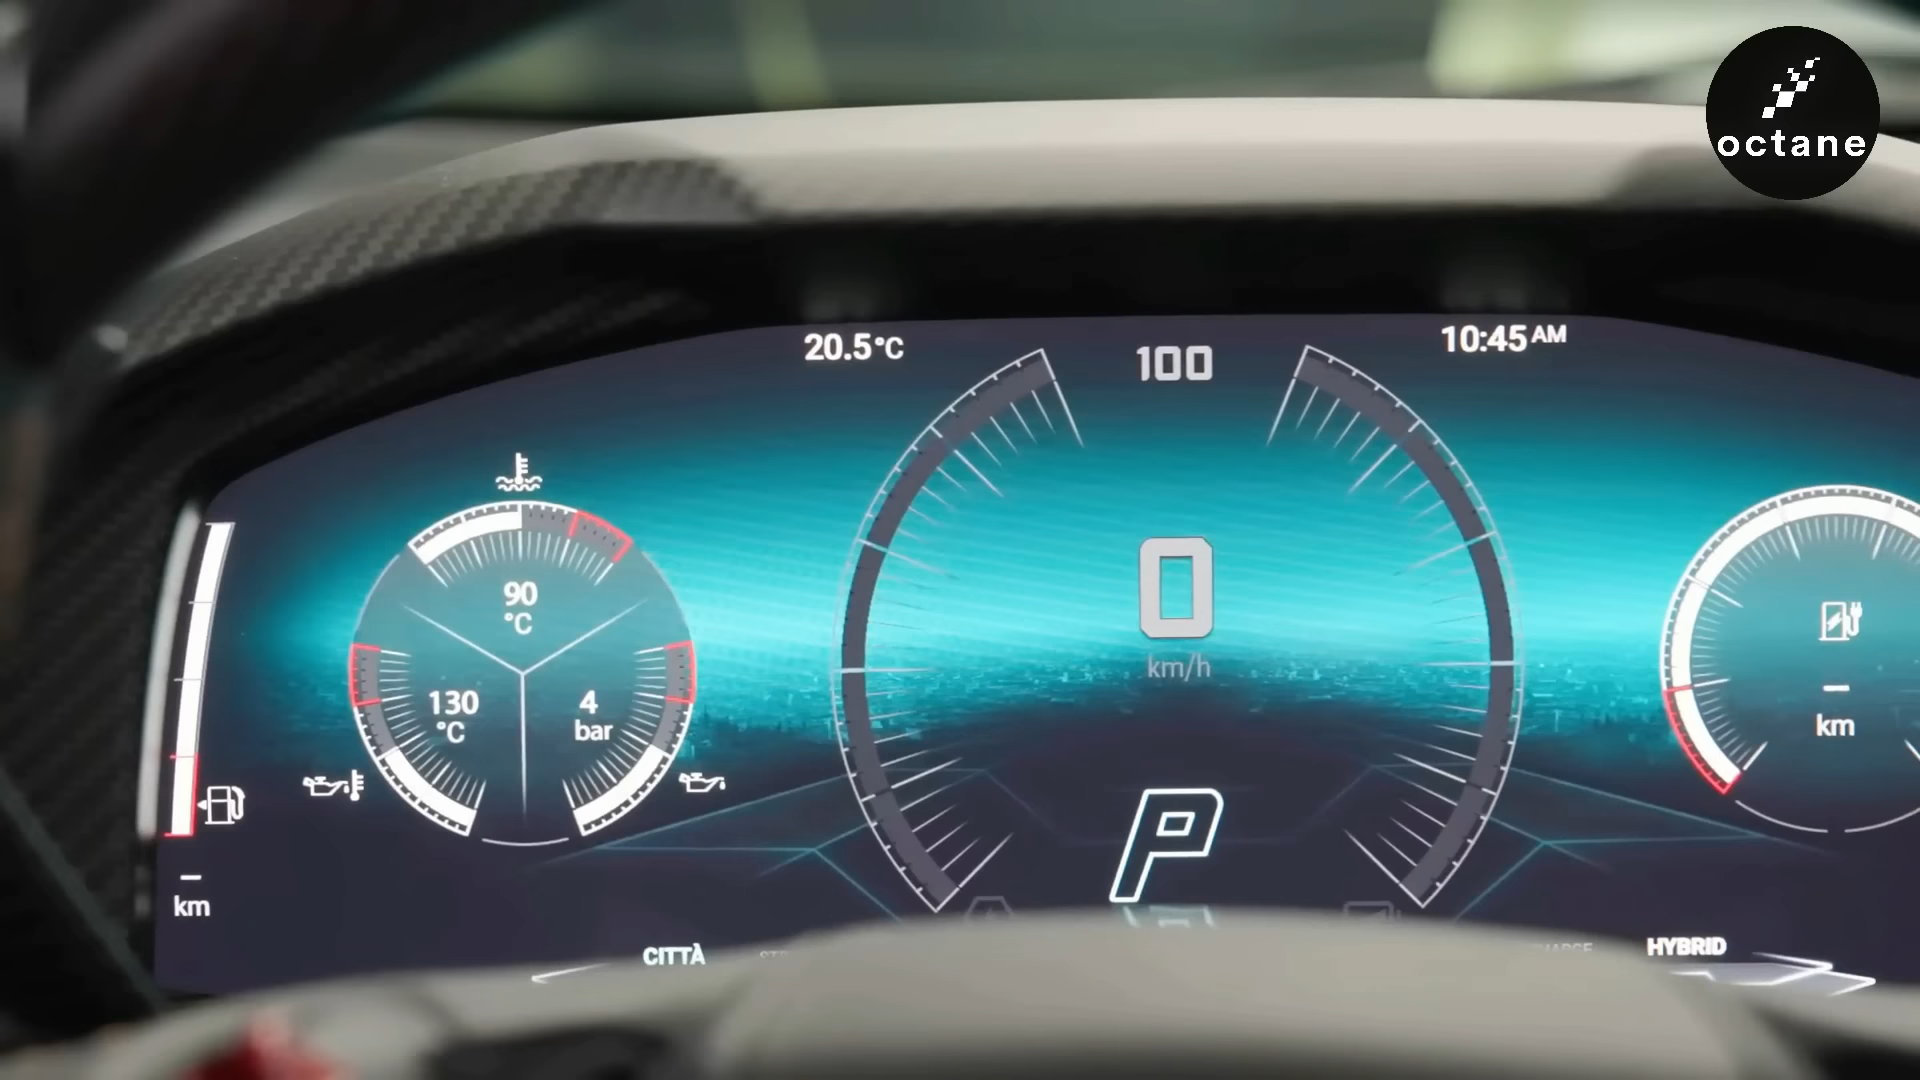 octane
20.5°C
100
10:45 AM
90
°C
130
°C
4
bar
0
km/h
km
km
P
CITTÀ
HYBRID